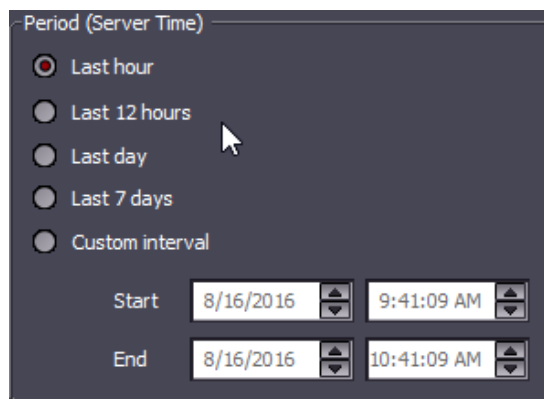 Period (Server Time)
Last hour
Last 12 hours
Last day
Last 7 days
Custom interval
Start 8/16/2016 9:41:09 AM
End 8/16/2016 10:41:09 AM